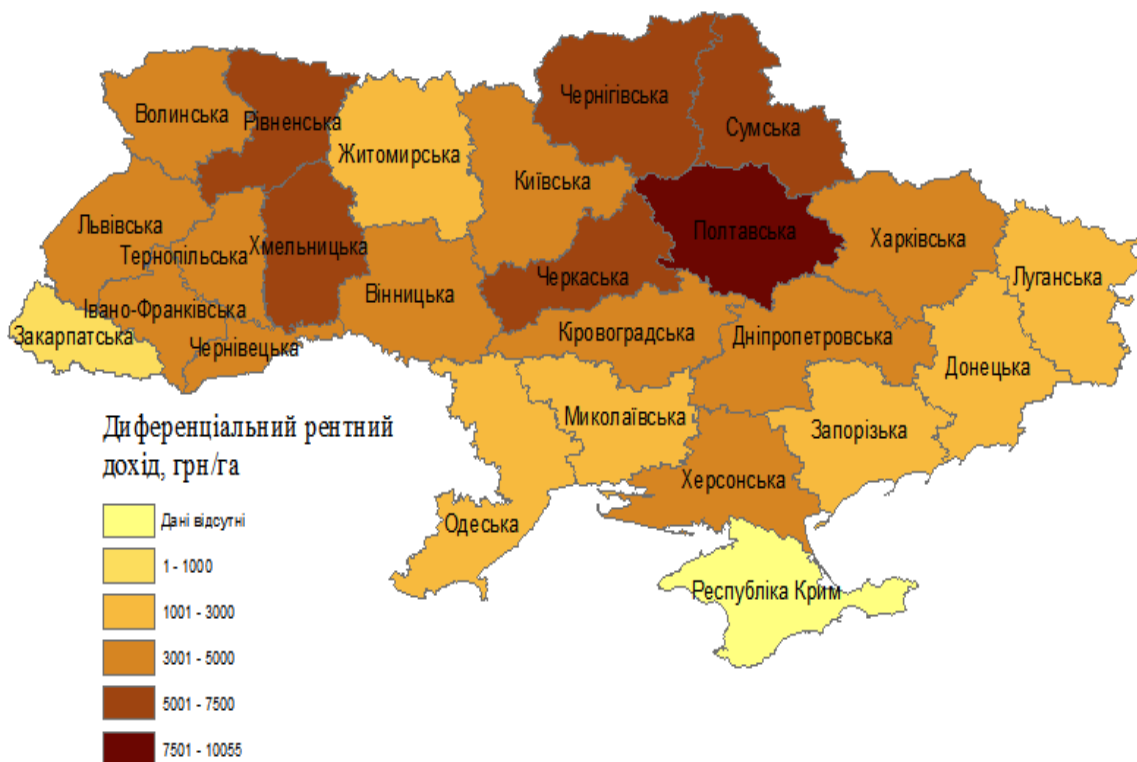 Волинська
Рівненська
Житомирська
Київська
Чернігівська
Сумська
Львівська
Тернопільська
Хмельницька
Вінницька
Черкаська
Полтавська
Харківська
Луганська
Івано-Франківська
Закарпатська
Чернівецька
Кіровоградська
Дніпропетровська
Донецька
Миколаївська
Запорізька
Херсонська
Одеська
Республіка Крим
Диференціальний рентний
дохід, грн/га
Дані відсутні
1 - 1000
1001 - 3000
3001 - 5000
5001 - 7500
7501 - 10055